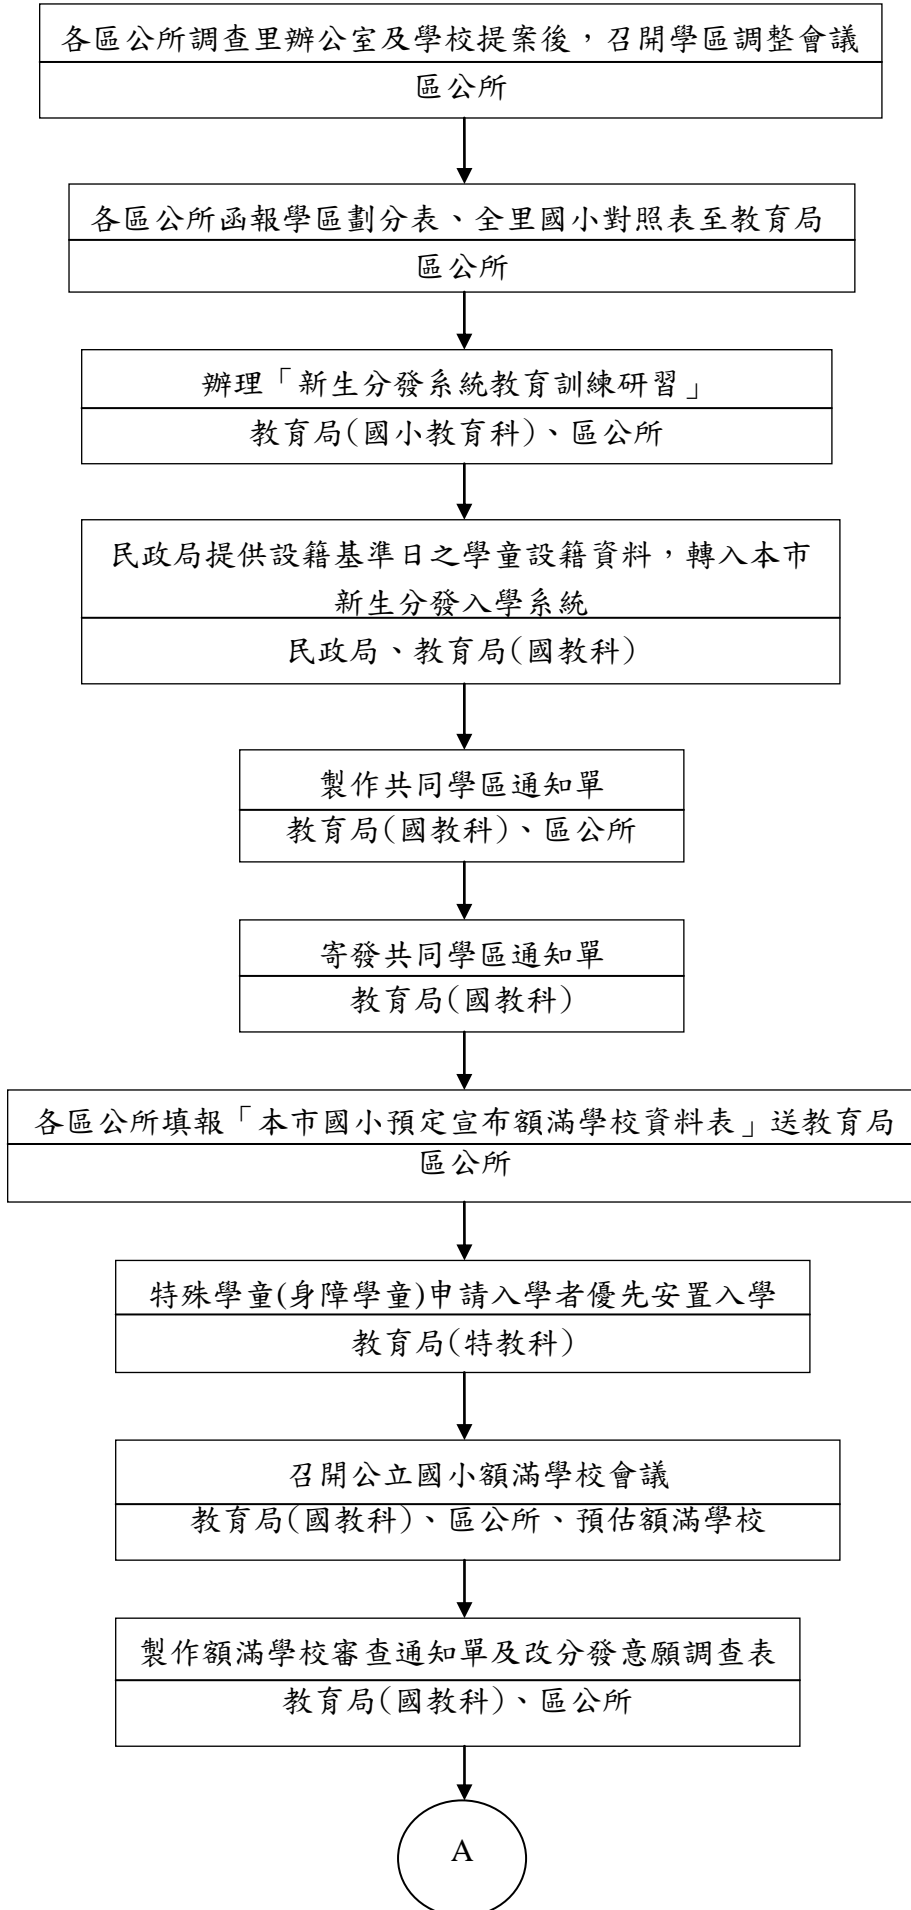 各區公所調查里辦公室及學校提案後，召開學區調整會議
區公所
各區公所函報學區劃分表、全里國小對照表至教育局
區公所
辦理「新生分發系統教育訓練研習」
教育局(國小教育科)、區公所
民政局提供設籍基準日之學童設籍資料，轉入本市
新生分發入學系統
民政局、教育局(國教科)
製作共同學區通知單
教育局(國教科)、區公所
寄發共同學區通知單
教育局(國教科)
各區公所填報「本市國小預定宣布額滿學校資料表」送教育局
區公所
特殊學童(身障學童)申請入學者優先安置入學
教育局(特教科)
召開公立國小額滿學校會議
教育局(國教科)、區公所、預估額滿學校
製作額滿學校審查通知單及改分發意願調查表
教育局(國教科)、區公所
A